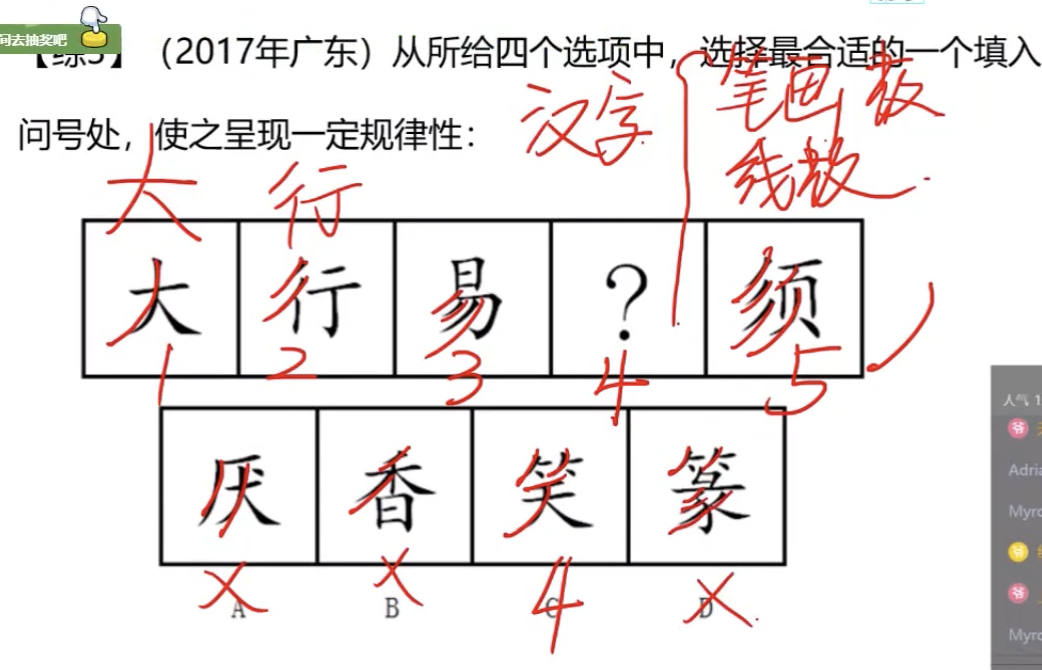 间去抽奖吧
【练5】（2017年广东）从所给四个选项中，选择最合适的一个填入
问号处，使之呈现一定规律性：
汉字 笔画 数
线数
大 行
大 行 易 ？ 须
1 2 3 4 5
厌 香 笑 篆
A B C D
X X 4 X
人气 1
爷
Adria
Myro
爷
爷
Myro